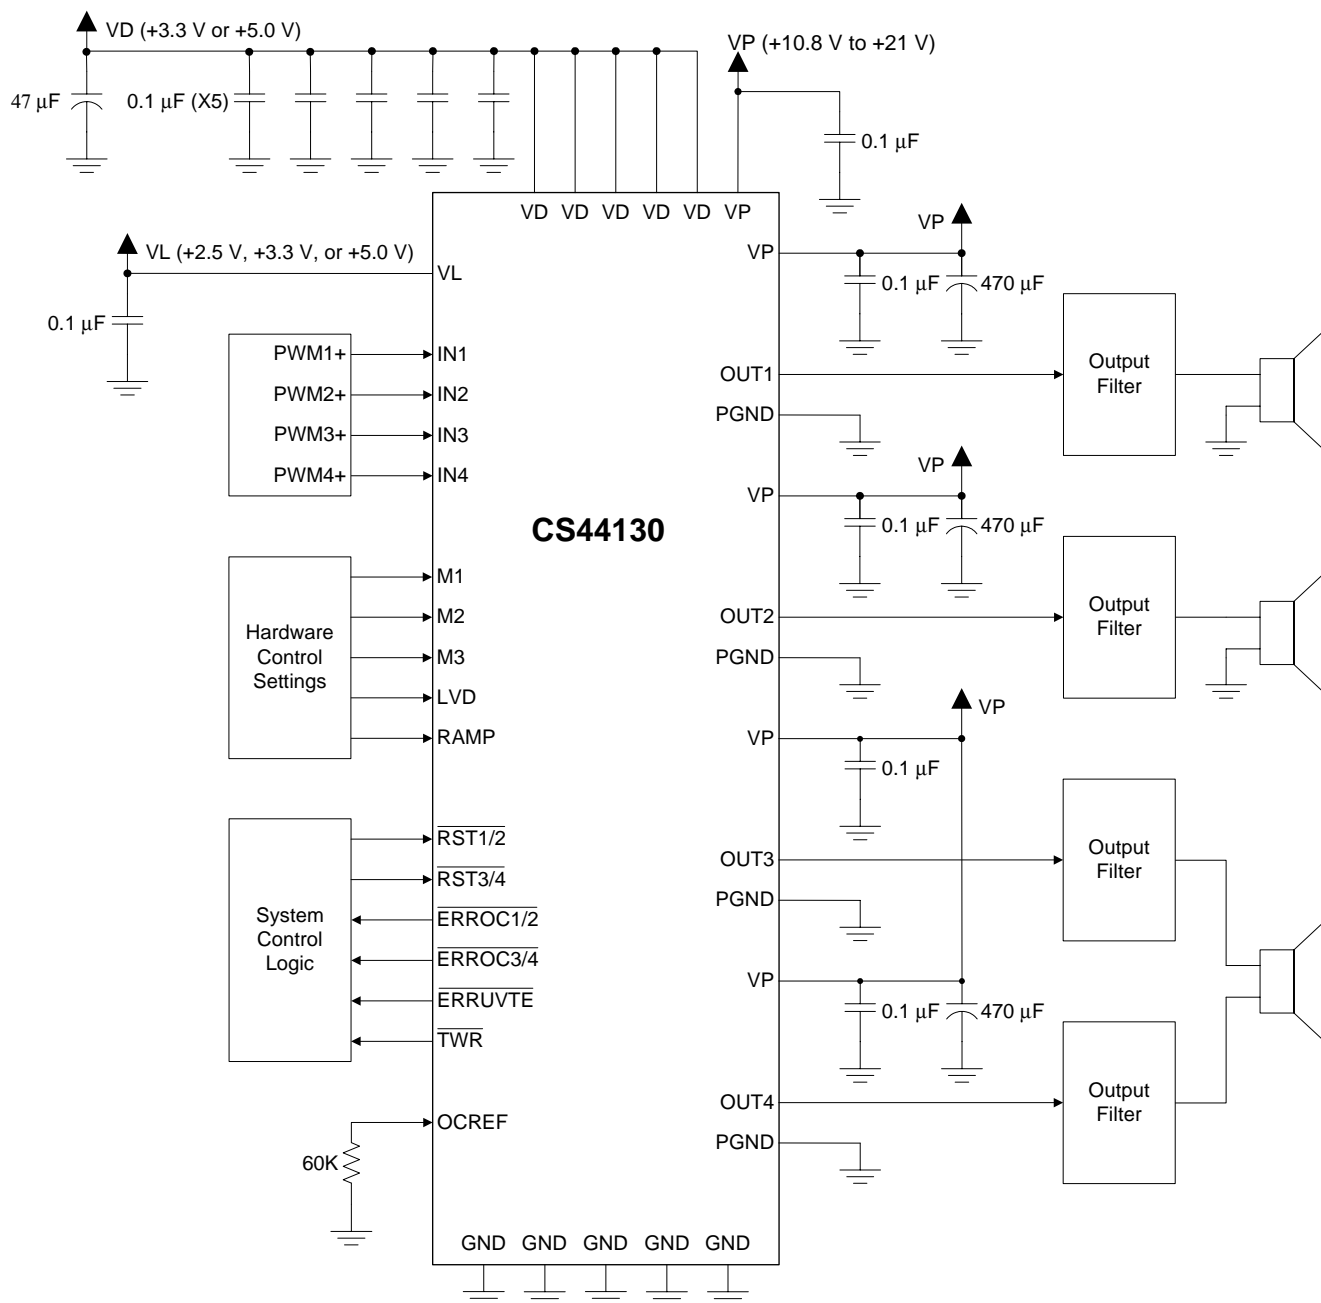 VD (+3.3 V or +5.0 V)
VP (+10.8 V to +21 V)
47 µF
0.1 µF (X5)
0.1 µF
VD VD VD VD VD VP
VL (+2.5 V, +3.3 V, or +5.0 V)
VL
0.1 µF
VP
VP
0.1 µF
470 µF
PWM1+
IN1
PWM2+
IN2
PWM3+
IN3
PWM4+
IN4
OUT1
Output
Filter
PGND
VP
VP
0.1 µF
470 µF
CS44130
Hardware
Control
Settings
M1
M2
M3
LVD
RAMP
OUT2
Output
Filter
PGND
VP
VP
0.1 µF
System
Control
Logic
RST1/2
RST3/4
ERROC1/2
ERROC3/4
ERRUVTE
TWR
OUT3
Output
Filter
PGND
VP
0.1 µF
470 µF
OCREF
60K
OUT4
Output
Filter
PGND
GND GND GND GND GND